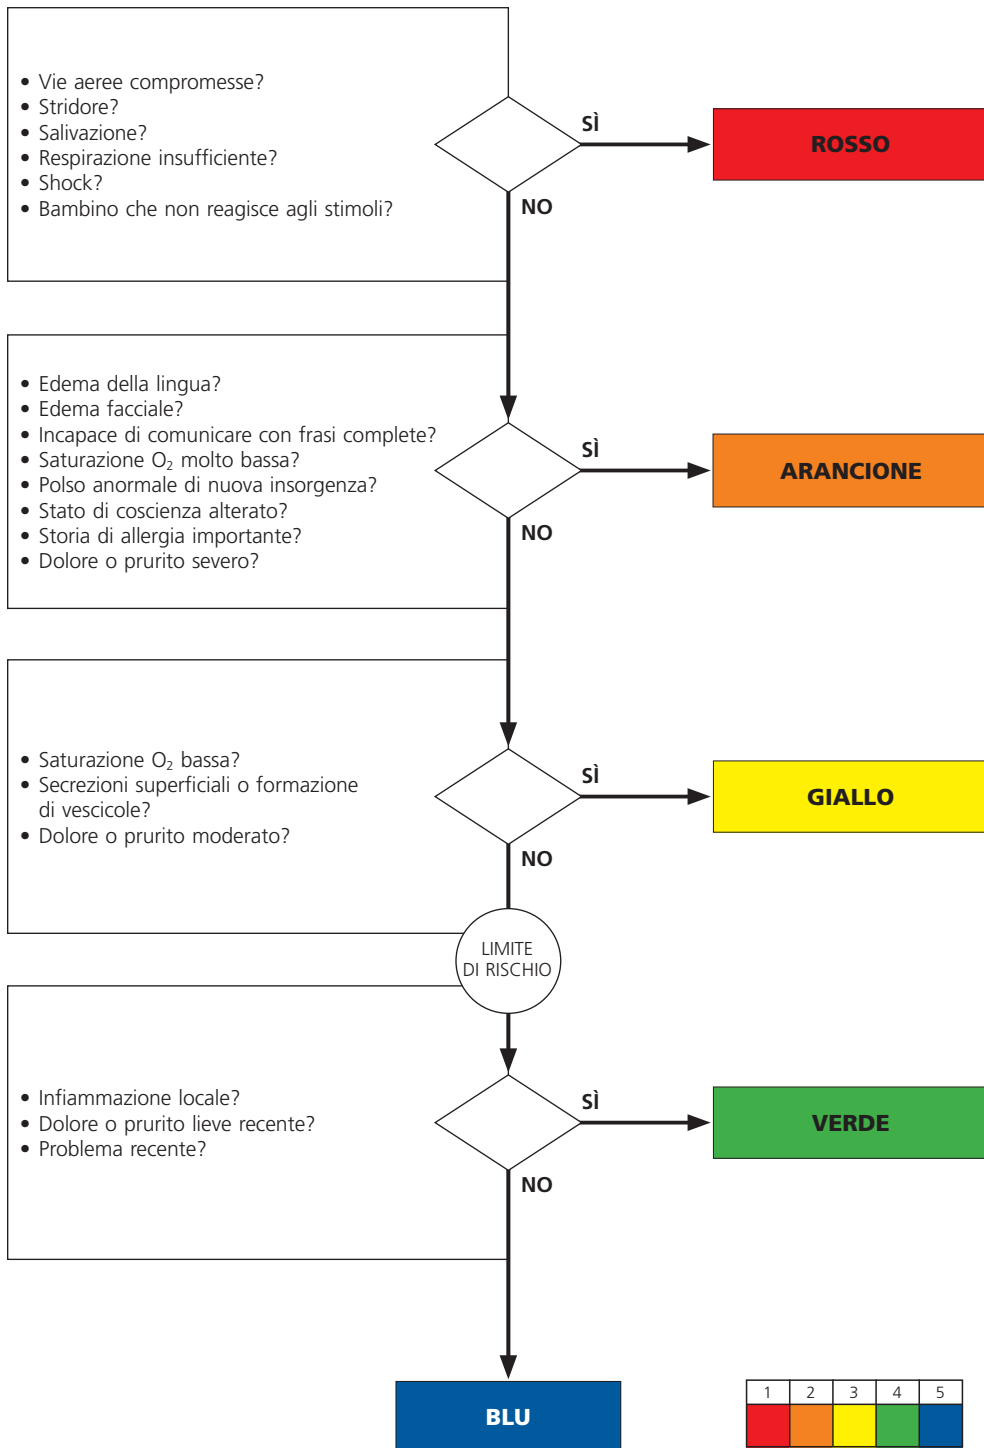 • Vie aeree compromesse?
• Stridore?
• Salivazione?
• Respirazione insufficiente?
• Shock?
• Bambino che non reagisce agli stimoli?
SÌ
ROSSO
NO
• Edema della lingua?
• Edema facciale?
• Incapace di comunicare con frasi complete?
• Saturazione O₂ molto bassa?
• Polso anormale di nuova insorgenza?
• Stato di coscienza alterato?
• Storia di allergia importante?
• Dolore o prurito severo?
SÌ
ARANCIONE
NO
• Saturazione O₂ bassa?
• Secrezioni superficiali o formazione
di vescicole?
• Dolore o prurito moderato?
SÌ
GIALLO
NO
LIMITE
DI RISCHIO
• Infiammazione locale?
• Dolore o prurito lieve recente?
• Problema recente?
SÌ
VERDE
NO
BLU
1 2 3 4 5